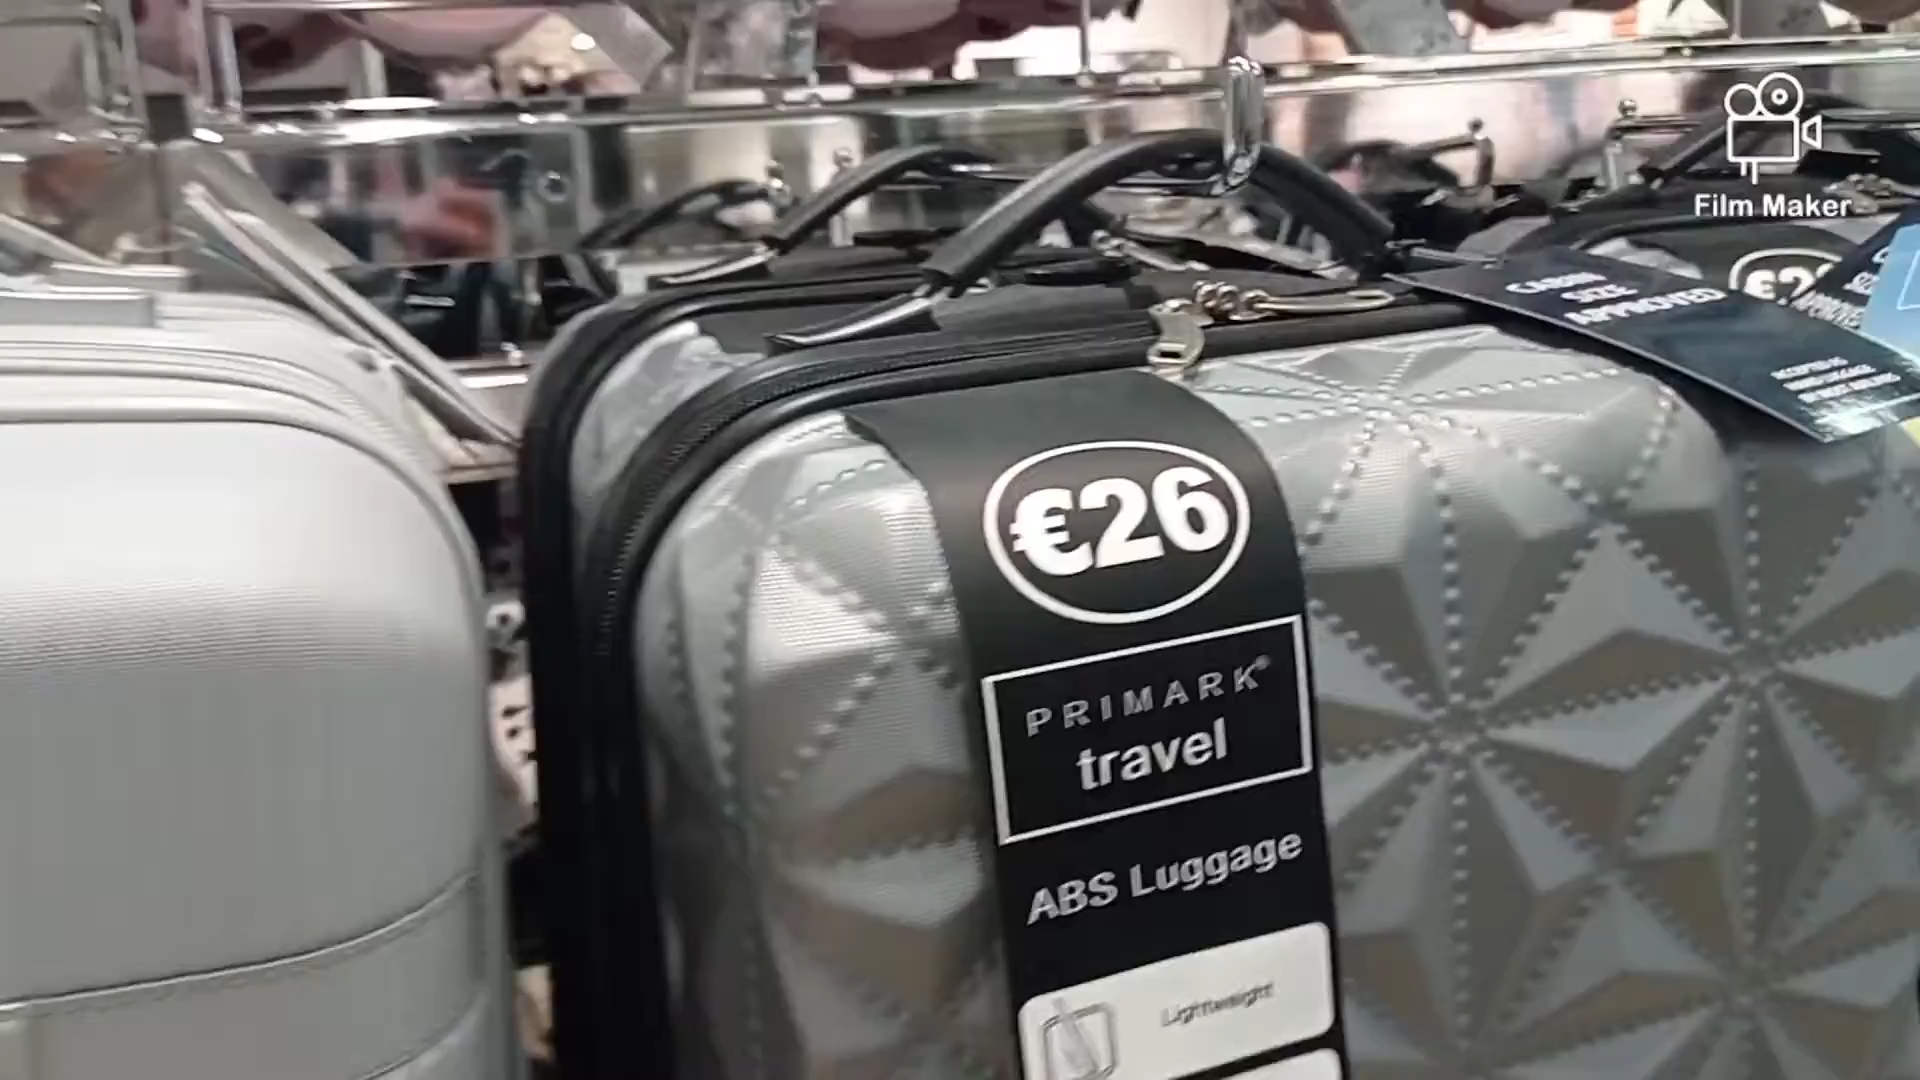 Film Maker
CABIN
SIZE
APPROVED
€26
PRIMARK®
travel
ABS Luggage
Lightweight